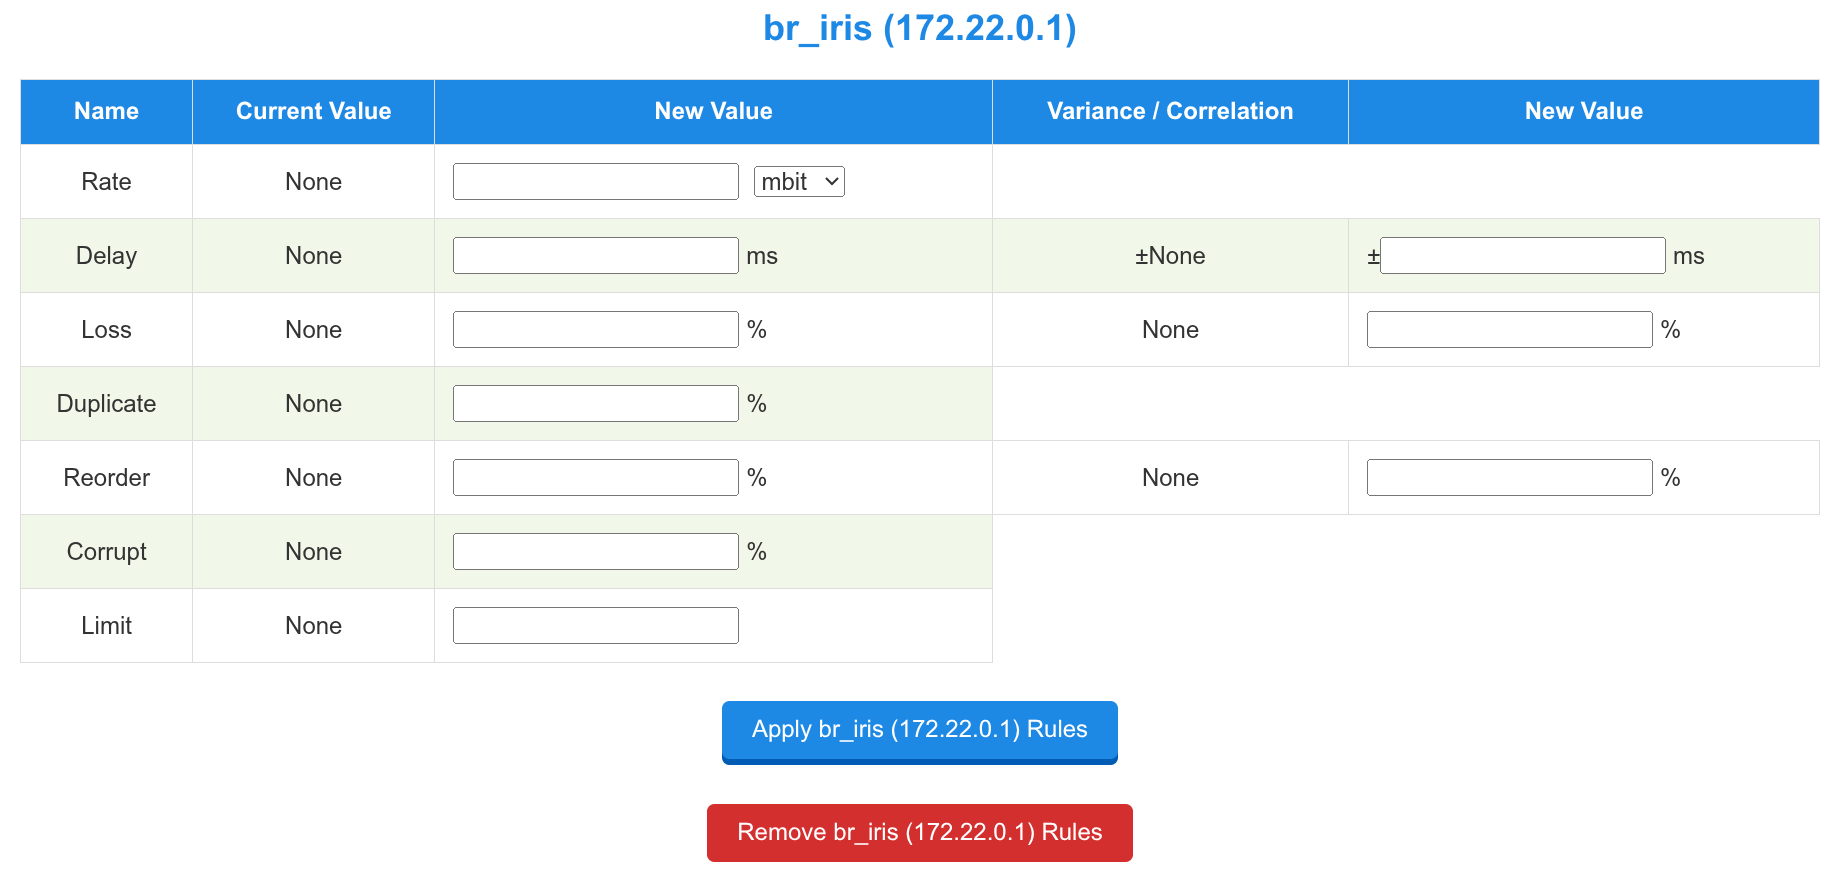 br_iris (172.22.0.1)
Name Current Value New Value Variance / Correlation New Value
Rate None mbit
Delay None ms ±None ± ms
Loss None % None %
Duplicate None %
Reorder None % None %
Corrupt None %
Limit None
Apply br_iris (172.22.0.1) Rules
Remove br_iris (172.22.0.1) Rules